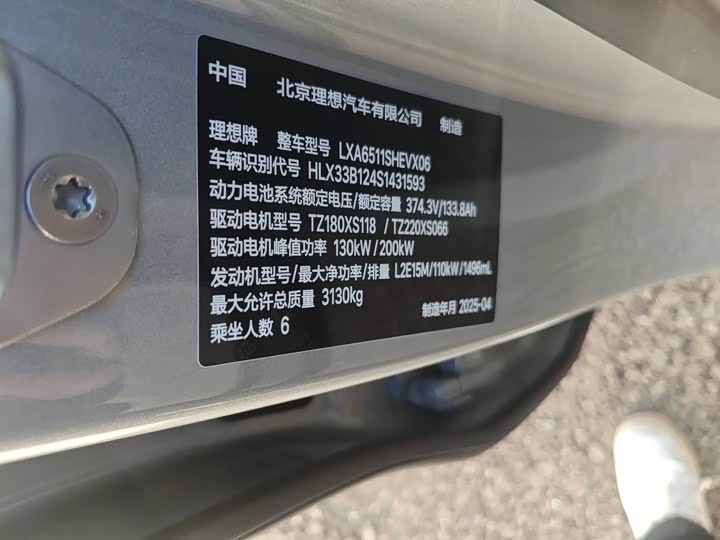 中国 北京理想汽车有限公司 制造
理想牌 整车型号 LXA6511SHEVX06
车辆识别代号 HLX33B124S1431593
动力电池系统额定电压/额定容量 374.3V/133.8Ah
驱动电机型号 TZ180XS118 / TZ220XS066
驱动电机峰值功率 130kW/200kW
发动机型号/最大净功率/排量 L2E15M/110kW/1496mL
最大允许总质量 3130kg
乘坐人数 6 制造年月 2025-04